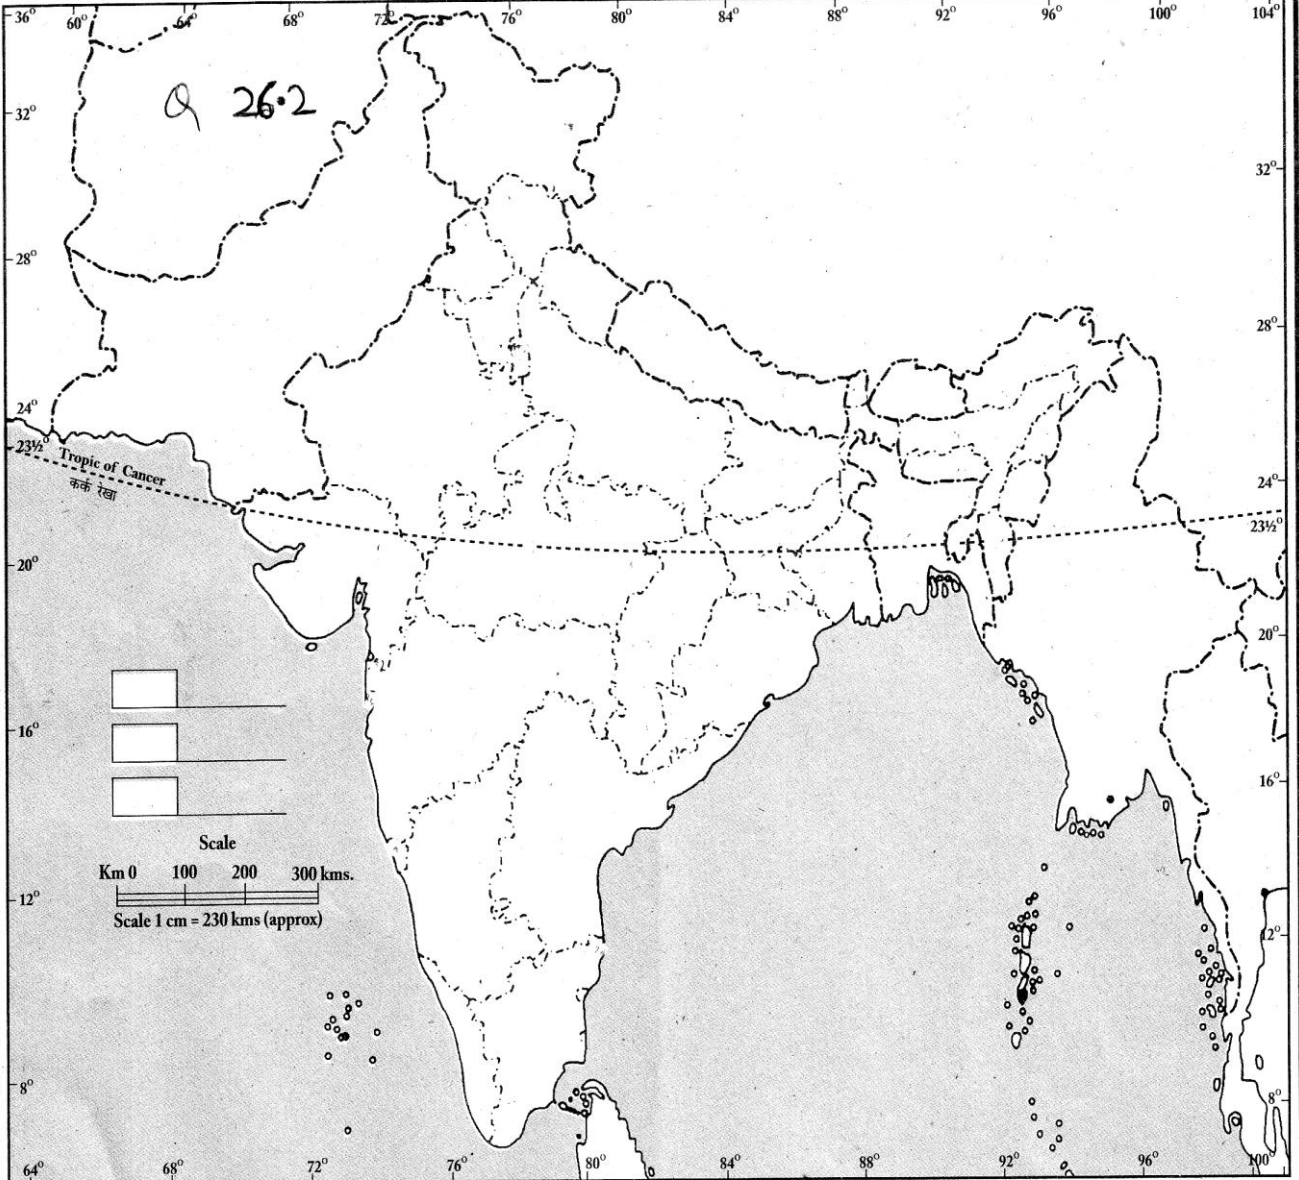 36° 60° 64° 68° 72° 76° 80° 84° 88° 92° 96° 100° 104°
Q 26.2
32°
32°
28°
28°
24°
23½° Tropic of Cancer
कर्क रेखा
24°
23½°
20°
20°
16°
16°
Scale
Km 0 100 200 300 kms.
Scale 1 cm = 230 kms (approx)
12°
12°
8°
8°
64° 68° 72° 76° 80° 84° 88° 92° 96° 100°